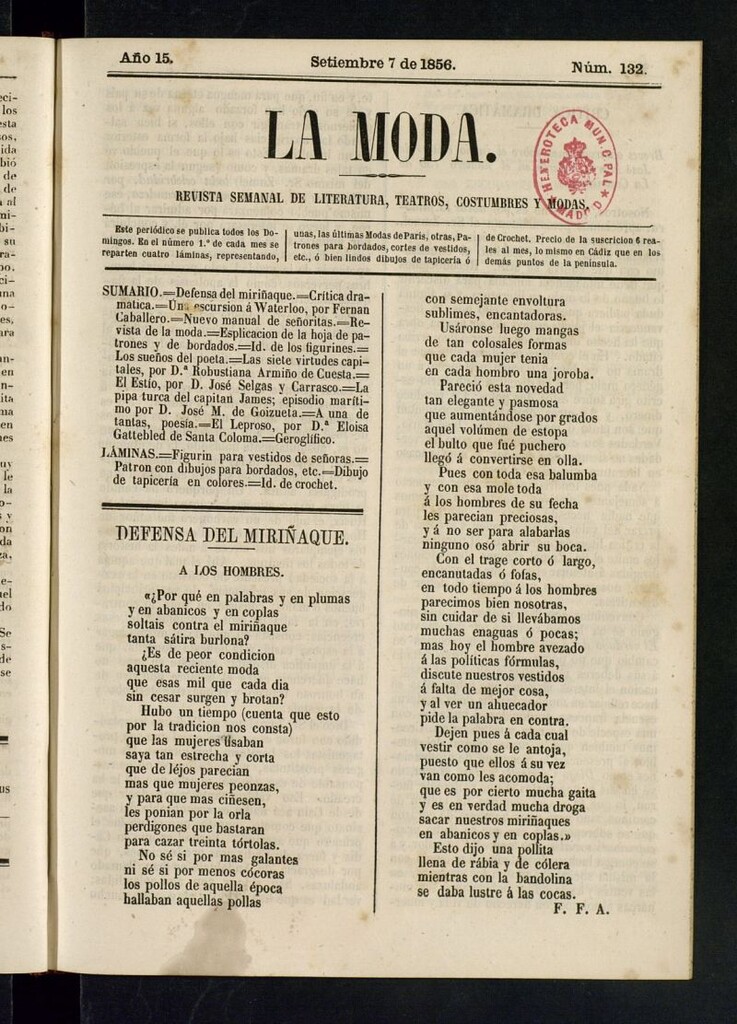 Año 15.
Setiembre 7 de 1856.
Núm. 132.
LA MODA.
HEMEROTECA MUNICIPAL
MADRID
REVISTA SEMANAL DE LITERATURA, TEATROS, COSTUMBRES Y MODAS.
Este periódico se publica todos los Do-
mingos. En el número 1.º de cada mes se
reparten cuatro láminas, representando,
unas, las últimas Modas de Paris, otras, Pa-
trones para bordados, cortes de vestidos,
etc., ó bien lindos dibujos de tapicería ó
de Crochet. Precio de la suscricion 6 rea-
les al mes, lo mismo en Cádiz que en los
demás puntos de la península.
SUMARIO.=Defensa del miriñaque.=Crítica dra-
mática.=Una escursion á Waterloo, por Fernan
Caballero.=Nuevo manual de señoritas.=Re-
vista de la moda.=Esplicacion de la hoja de pa-
trones y de bordados.=Id. de los figurines.=
Los sueños del poeta.=Las siete virtudes capi-
tales, por D.ª Robustiana Armiño de Cuesta.=
El Estío, por D. José Selgas y Carrasco.=La
pipa turca del capitan James; episodio maríti-
mo por D. José M. de Goizueta.=A una de
tantas, poesía.=El Leproso, por D.ª Eloisa
Gattebled de Santa Coloma.=Geroglífico.
LÁMINAS.=Figurin para vestidos de señoras.=
Patron con dibujos para bordados, etc.=Dibujo
de tapicería en colores.=Id. de crochet.
DEFENSA DEL MIRIÑAQUE.
A LOS HOMBRES.
«¿Por qué en palabras y en plumas
y en abanicos y en coplas
soltais contra el miriñaque
tanta sátira burlona?
¿Es de peor condicion
aquesta reciente moda
que esas mil que cada dia
sin cesar surgen y brotan?
Hubo un tiempo (cuenta que esto
por la tradicion nos consta)
que las mujeres usaban
saya tan estrecha y corta
que de léjos parecian
mas que mujeres peonzas,
y para que mas ciñesen,
les ponian por la orla
perdigones que bastaran
para cazar treinta tórtolas.
No sé si por mas galantes
ni sé si por menos cócoras
los pollos de aquella época
hallaban aquellas pollas
con semejante envoltura
sublimes, encantadoras.
Usáronse luego mangas
de tan colosales formas
que cada mujer tenia
en cada hombro una joroba.
Pareció esta novedad
tan elegante y pasmosa
que aumentándose por grados
aquel volúmen de estopa
el bulto que fué puchero
llegó á convertirse en olla.
Pues con toda esa balumba
y con esa mole toda
á los hombres de su fecha
les parecian preciosas,
y á no ser para alabarlas
ninguno osó abrir su boca.
Con el trage corto ó largo,
encanutadas ó fofas,
en todo tiempo á los hombres
parecimos bien nosotras,
sin cuidar de si llevábamos
muchas enaguas ó pocas;
mas hoy el hombre avezado
á las políticas fórmulas,
discute nuestros vestidos
á falta de mejor cosa,
y al ver un ahuecador
pide la palabra en contra.
Dejen pues á cada cual
vestir como se le antoja,
puesto que ellos á su vez
van como les acomoda;
que es por cierto mucha gaita
y es en verdad mucha droga
sacar nuestros miriñaques
en abanicos y en coplas.»
Esto dijo una pollita
llena de rábia y de cólera
mientras con la bandolina
se daba lustre á las cocas.
F. F. A.